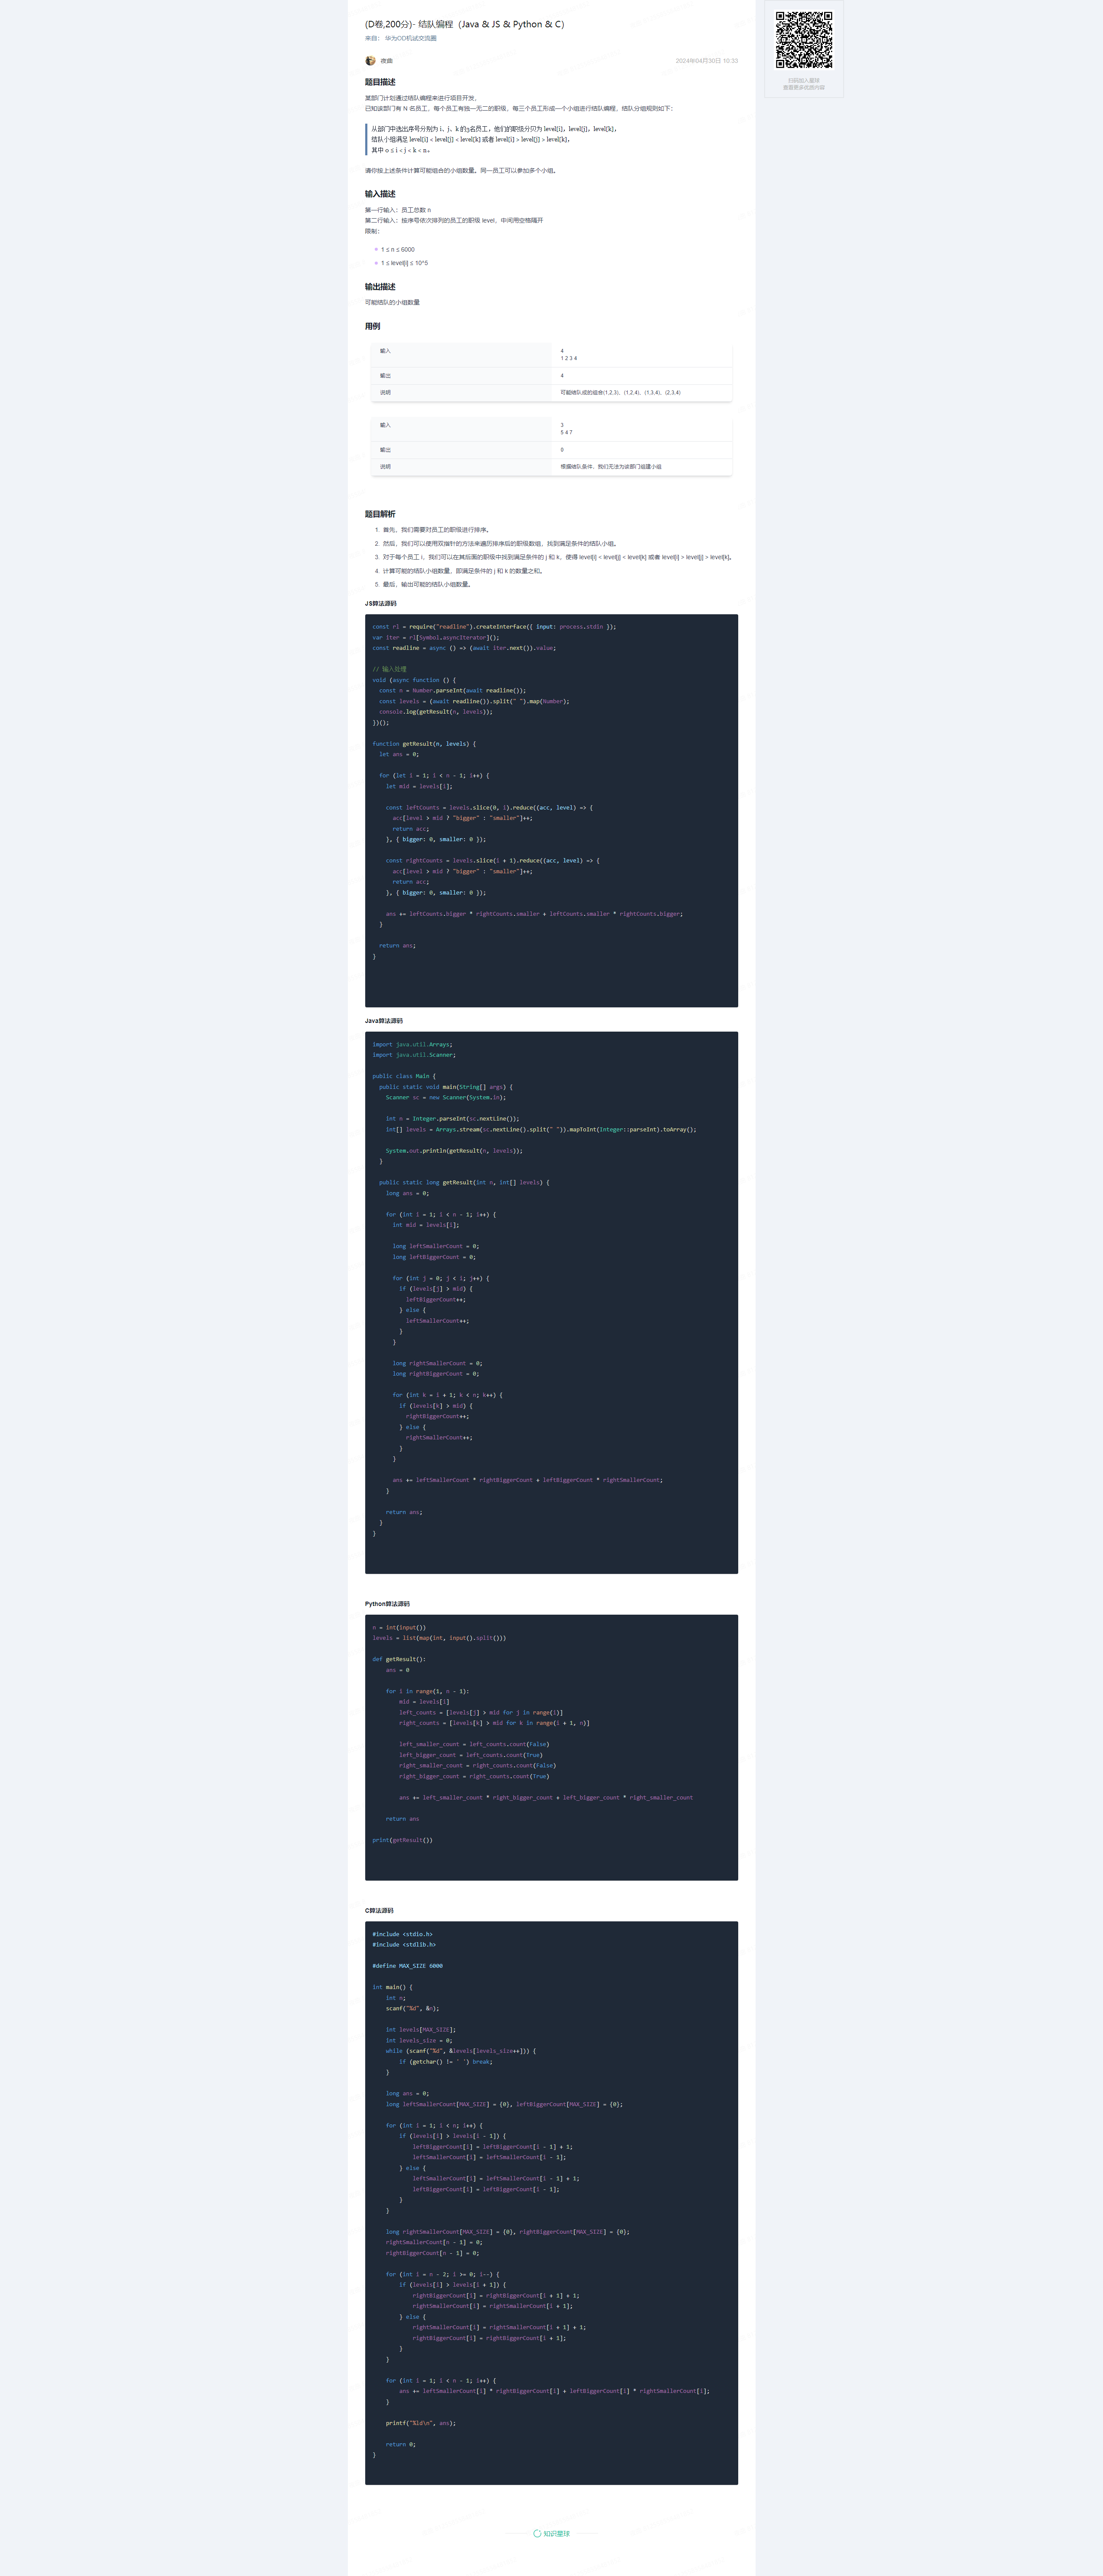 (D卷,200分)- 结队编程（Java & JS & Python & C）
来自： 华为OD机试交流圈
夜曲
2024年04月30日 10:33
扫码加入星球
查看更多优质内容
题目描述
某部门计划通过结队编程来进行项目开发，
已知该部门有 N 名员工，每个员工有独一无二的职级，每三个员工形成一个小组进行结队编程，结队分组规则如下：
从部门中选出序号分别为 i、j、k 的3名员工，他们的职级分贝为 level[i]，level[j]，level[k]，
结队小组满足 level[i] < level[j] < level[k] 或者 level[i] > level[j] > level[k]，
其中 0 ≤ i < j < k < n。
请你按上述条件计算可能组合的小组数量。同一员工可以参加多个小组。
输入描述
第一行输入：员工总数 n
第二行输入：按序号依次排列的员工的职级 level，中间用空格隔开
限制：
1 ≤ n ≤ 6000
1 ≤ level[i] ≤ 10^5
输出描述
可能结队的小组数量
用例
输入
4
1 2 3 4
输出
4
说明
可能结队成的组合(1,2,3)、(1,2,4)、(1,3,4)、(2,3,4)
输入
3
5 4 7
输出
0
说明
根据结队条件，我们无法为该部门组建小组
题目解析
1. 首先，我们需要对员工的职级进行排序。
2. 然后，我们可以使用双指针的方法来遍历排序后的职级数组，找到满足条件的结队小组。
3. 对于每个员工 i，我们可以在其后面的职级中找到满足条件的 j 和 k，使得 level[i] < level[j] < level[k] 或者 level[i] > level[j] > level[k]。
4. 计算可能的结队小组数量，即满足条件的 j 和 k 的数量之和。
5. 最后，输出可能的结队小组数量。
JS算法源码
const rl = require("readline").createInterface({ input: process.stdin });
var iter = rl[Symbol.asyncIterator]();
const readline = async () => (await iter.next()).value;
// 输入处理
void (async function () {
const n = Number.parseInt(await readline());
const levels = (await readline()).split(" ").map(Number);
console.log(getResult(n, levels));
})();
function getResult(n, levels) {
let ans = 0;
for (let i = 1; i < n - 1; i++) {
let mid = levels[i];
const leftCounts = levels.slice(0, i).reduce((acc, level) => {
acc[level > mid ? "bigger" : "smaller"]++;
return acc;
}, { bigger: 0, smaller: 0 });
const rightCounts = levels.slice(i + 1).reduce((acc, level) => {
acc[level > mid ? "bigger" : "smaller"]++;
return acc;
}, { bigger: 0, smaller: 0 });
ans += leftCounts.bigger * rightCounts.smaller + leftCounts.smaller * rightCounts.bigger;
}
return ans;
}
Java算法源码
import java.util.Arrays;
import java.util.Scanner;
public class Main {
public static void main(String[] args) {
Scanner sc = new Scanner(System.in);
int n = Integer.parseInt(sc.nextLine());
int[] levels = Arrays.stream(sc.nextLine().split(" ")).mapToInt(Integer::parseInt).toArray();
System.out.println(getResult(n, levels));
}
public static long getResult(int n, int[] levels) {
long ans = 0;
for (int i = 1; i < n - 1; i++) {
int mid = levels[i];
long leftSmallerCount = 0;
long leftBiggerCount = 0;
for (int j = 0; j < i; j++) {
if (levels[j] > mid) {
leftBiggerCount++;
} else {
leftSmallerCount++;
}
}
long rightSmallerCount = 0;
long rightBiggerCount = 0;
for (int k = i + 1; k < n; k++) {
if (levels[k] > mid) {
rightBiggerCount++;
} else {
rightSmallerCount++;
}
}
ans += leftSmallerCount * rightBiggerCount + leftBiggerCount * rightSmallerCount;
}
return ans;
}
}
Python算法源码
n = int(input())
levels = list(map(int, input().split()))
def getResult():
ans = 0
for i in range(1, n - 1):
mid = levels[i]
left_counts = [levels[j] > mid for j in range(i)]
right_counts = [levels[k] > mid for k in range(i + 1, n)]
left_smaller_count = left_counts.count(False)
left_bigger_count = left_counts.count(True)
right_smaller_count = right_counts.count(False)
right_bigger_count = right_counts.count(True)
ans += left_smaller_count * right_bigger_count + left_bigger_count * right_smaller_count
return ans
print(getResult())
C算法源码
#include <stdio.h>
#include <stdlib.h>
#define MAX_SIZE 6000
int main() {
int n;
scanf("%d", &n);
int levels[MAX_SIZE];
int levels_size = 0;
while (scanf("%d", &levels[levels_size++])) {
if (getchar() != ' ') break;
}
long ans = 0;
long leftSmallerCount[MAX_SIZE] = {0}, leftBiggerCount[MAX_SIZE] = {0};
for (int i = 1; i < n; i++) {
if (levels[i] > levels[i - 1]) {
leftBiggerCount[i] = leftBiggerCount[i - 1] + 1;
leftSmallerCount[i] = leftSmallerCount[i - 1];
} else {
leftSmallerCount[i] = leftSmallerCount[i - 1] + 1;
leftBiggerCount[i] = leftBiggerCount[i - 1];
}
}
long rightSmallerCount[MAX_SIZE] = {0}, rightBiggerCount[MAX_SIZE] = {0};
rightSmallerCount[n - 1] = 0;
rightBiggerCount[n - 1] = 0;
for (int i = n - 2; i >= 0; i--) {
if (levels[i] > levels[i + 1]) {
rightBiggerCount[i] = rightBiggerCount[i + 1] + 1;
rightSmallerCount[i] = rightSmallerCount[i + 1];
} else {
rightSmallerCount[i] = rightSmallerCount[i + 1] + 1;
rightBiggerCount[i] = rightBiggerCount[i + 1];
}
}
for (int i = 1; i < n - 1; i++) {
ans += leftSmallerCount[i] * rightBiggerCount[i] + leftBiggerCount[i] * rightSmallerCount[i];
}
printf("%ld\n", ans);
return 0;
}
知识星球